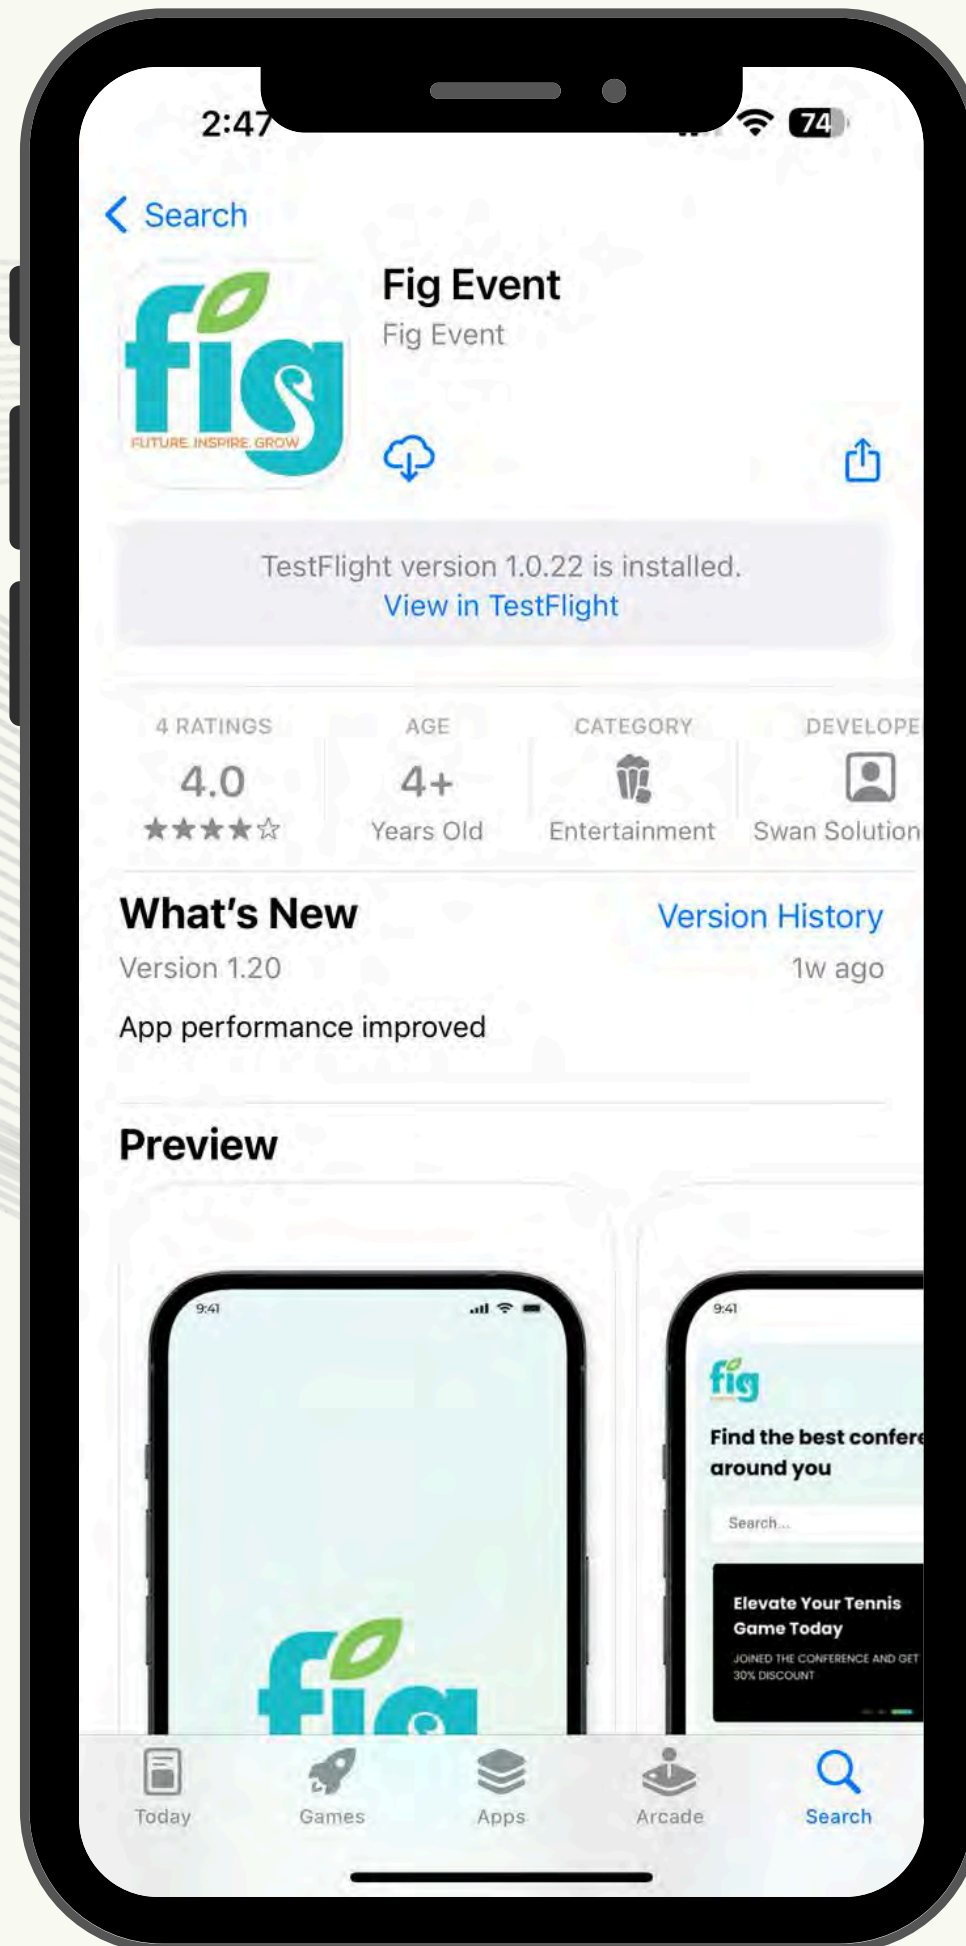 2:47
74
Search
fig
FUTURE. INSPIRE. GROW
Fig Event
Fig Event
TestFlight version 1.0.22 is installed.
View in TestFlight
4 RATINGS
AGE
CATEGORY
DEVELOPE
4.0
4+
Years Old
Entertainment
Swan Solution
What's New
Version History
Version 1.20
1w ago
App performance improved
Preview
9:41
9:41
fig
Find the best confere
around you
Search...
Elevate Your Tennis
Game Today
JOINED THE CONFERENCE AND GET
30% DISCOUNT
fig
Today
Games
Apps
Arcade
Search